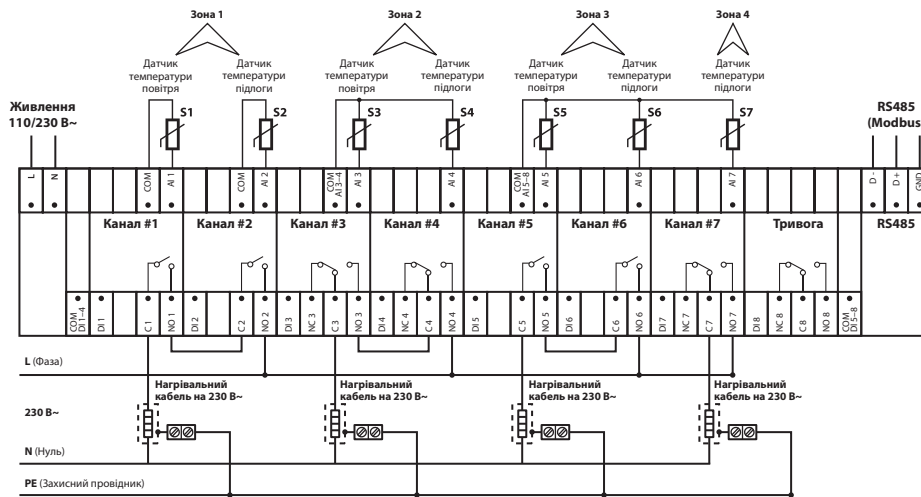 Зона 1
Зона 2
Зона 3
Зона 4
Датчик температури повітря
Датчик температури підлоги
Датчик температури повітря
Датчик температури підлоги
Датчик температури повітря
Датчик температури підлоги
Датчик температури підлоги
Живлення
110/230 В~
S1
S2
S3
S4
S5
S6
S7
RS485
(Modbus
L
N
COM
AI 1
COM
AI 2
COM
AI 3–4
AI 3
AI 4
COM
AI 5–8
AI 5
AI 6
AI 7
D -
D +
GND
Канал #1
Канал #2
Канал #3
Канал #4
Канал #5
Канал #6
Канал #7
Тривога
RS485
COM
DI 1–4
DI 1
C 1
NO 1
DI 2
C 2
NO 2
DI 3
NC 3
C 3
NO 3
DI 4
NC 4
C 4
NO 4
DI 5
C 5
NO 5
DI 6
C 6
NO 6
DI 7
NC 7
C 7
NO 7
DI 8
NC 8
C 8
NO 8
COM
DI 5–8
L (Фаза)
Нагрівальний
кабель на 230 В~
Нагрівальний
кабель на 230 В~
Нагрівальний
кабель на 230 В~
Нагрівальний
кабель на 230 В~
230 В~
N (Нуль)
PE (Захисний провідник)